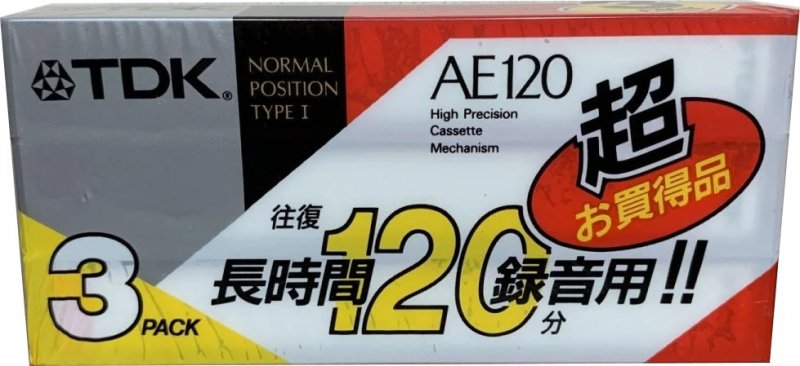 TDK®
NORMAL
POSITION
TYPE I
AE120
High Precision
Cassette
Mechanism
超
お買得品
往復
長時間120分録音用!!
3 PACK